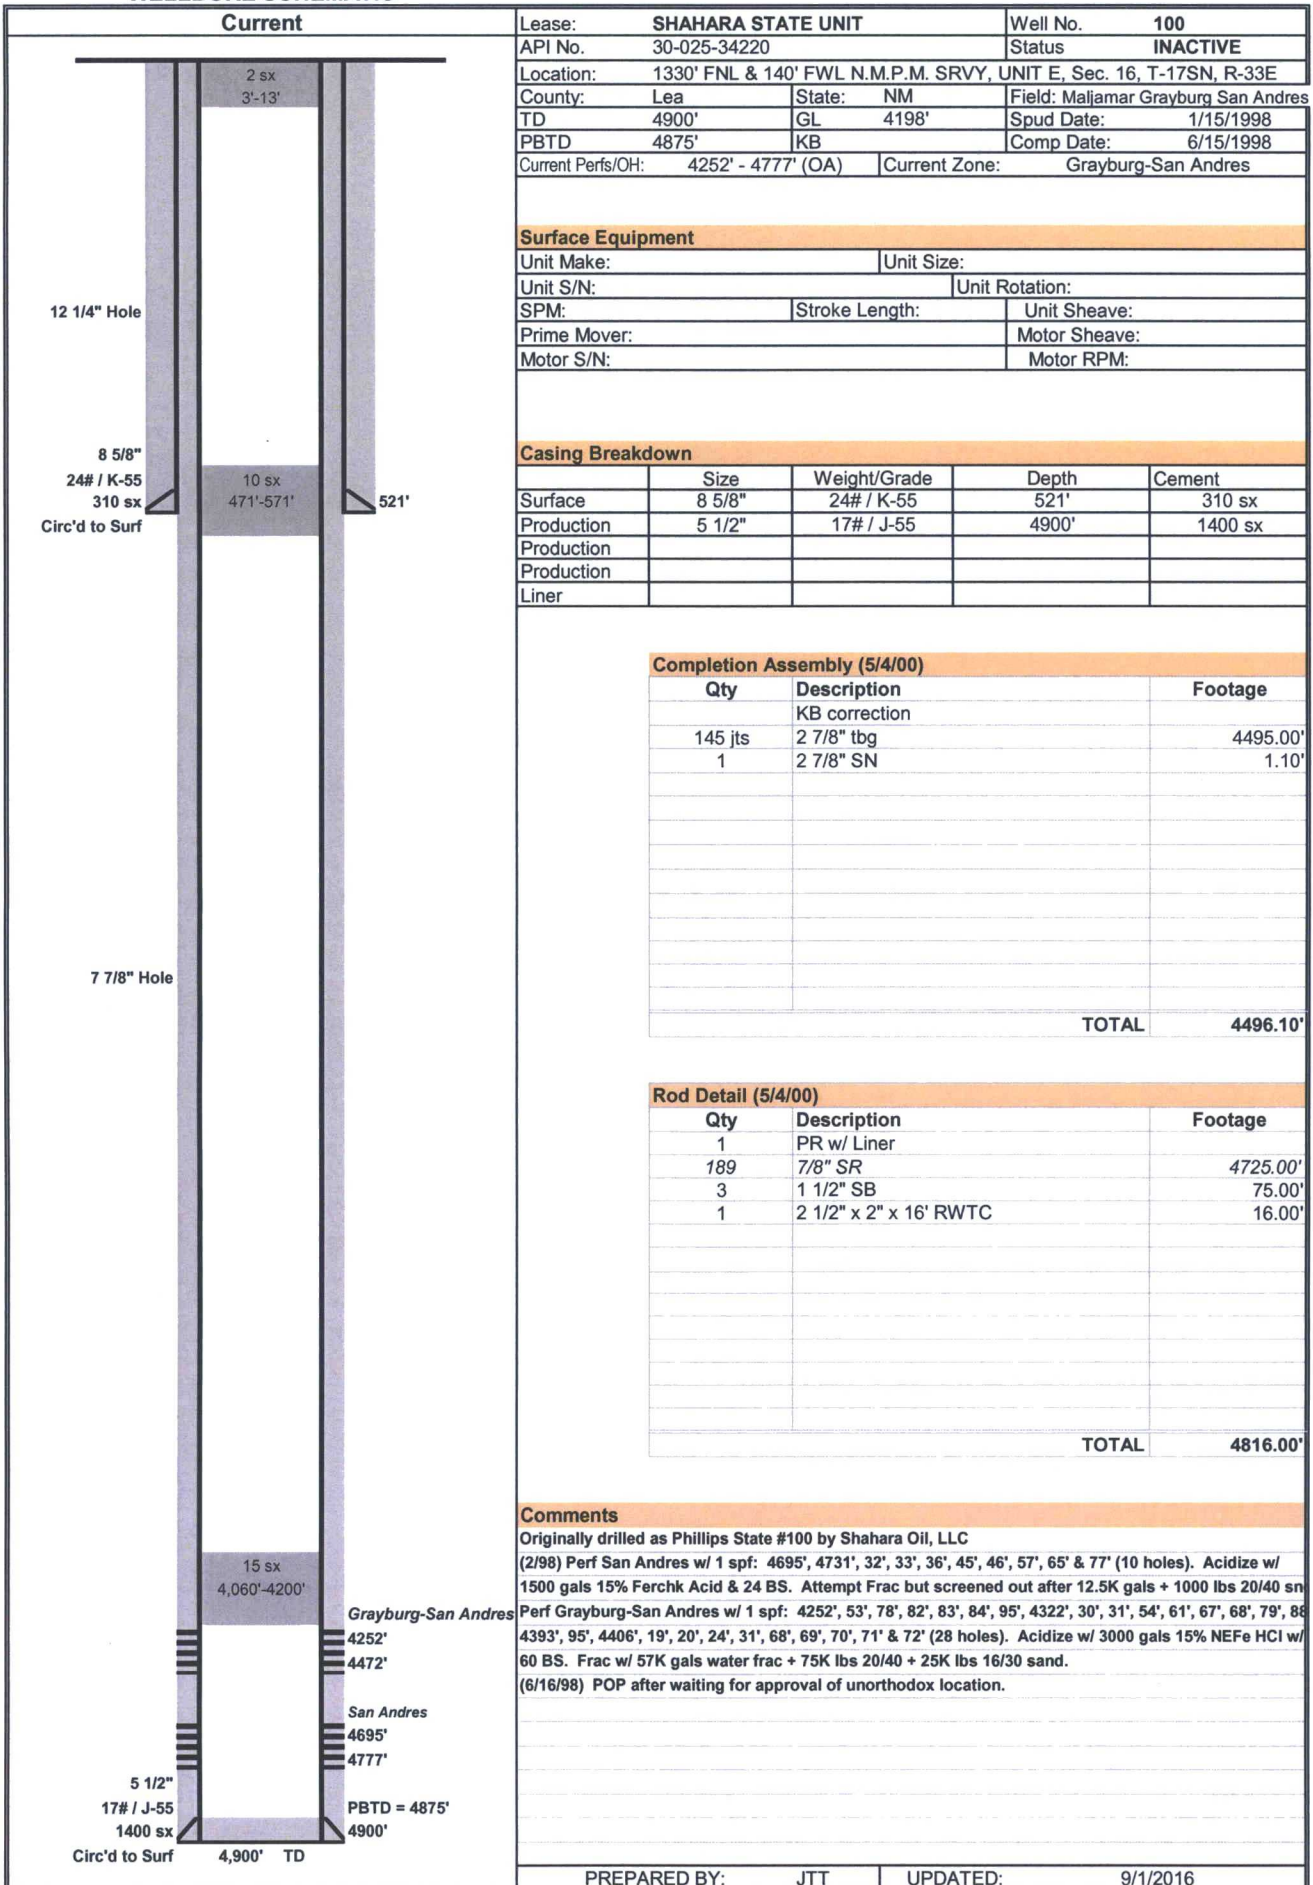 Current
Lease: SHAHARA STATE UNIT Well No. 100
API No. 30-025-34220 Status INACTIVE
Location: 1330' FNL & 140' FWL N.M.P.M. SRVY, UNIT E, Sec. 16, T-17SN, R-33E
County: Lea State: NM Field: Maljamar Grayburg San Andres
TD 4900' GL 4198' Spud Date: 1/15/1998
PBTD 4875' KB Comp Date: 6/15/1998
Current Perfs/OH: 4252' - 4777' (OA) Current Zone: Grayburg-San Andres
2 sx
3'-13'
12 1/4" Hole
8 5/8"
24# / K-55
310 sx
Circ'd to Surf
10 sx
471'-571'
521'
7 7/8" Hole
15 sx
4,060'-4200'
Grayburg-San Andres
4252'
4472'
San Andres
4695'
4777'
5 1/2"
17# / J-55
1400 sx
Circ'd to Surf
PBTD = 4875'
4900'
4,900' TD
Surface Equipment
Unit Make: Unit Size:
Unit S/N: Unit Rotation:
SPM: Stroke Length: Unit Sheave:
Prime Mover: Motor Sheave:
Motor S/N: Motor RPM:
Casing Breakdown
Size Weight/Grade Depth Cement
Surface 8 5/8" 24# / K-55 521' 310 sx
Production 5 1/2" 17# / J-55 4900' 1400 sx
Production
Production
Liner
Completion Assembly (5/4/00)
Qty Description Footage
KB correction
145 jts 2 7/8" tbg 4495.00'
1 2 7/8" SN 1.10'
TOTAL 4496.10'
Rod Detail (5/4/00)
Qty Description Footage
1 PR w/ Liner
189 7/8" SR 4725.00'
3 1 1/2" SB 75.00'
1 2 1/2" x 2" x 16' RWTC 16.00'
TOTAL 4816.00'
Comments
Originally drilled as Phillips State #100 by Shahara Oil, LLC
(2/98) Perf San Andres w/ 1 spf: 4695', 4731', 32', 33', 36', 45', 46', 57', 65' & 77' (10 holes). Acidize w/
1500 gals 15% Ferchk Acid & 24 BS. Attempt Frac but screened out after 12.5K gals + 1000 lbs 20/40 sn
Perf Grayburg-San Andres w/ 1 spf: 4252', 53', 78', 82', 83', 84', 95', 4322', 30', 31', 54', 61', 67', 68', 79', 88
4393', 95', 4406', 19', 20', 24', 31', 68', 69', 70', 71' & 72' (28 holes). Acidize w/ 3000 gals 15% NEFe HCl w/
60 BS. Frac w/ 57K gals water frac + 75K lbs 20/40 + 25K lbs 16/30 sand.
(6/16/98) POP after waiting for approval of unorthodox location.
PREPARED BY: JTT UPDATED: 9/1/2016